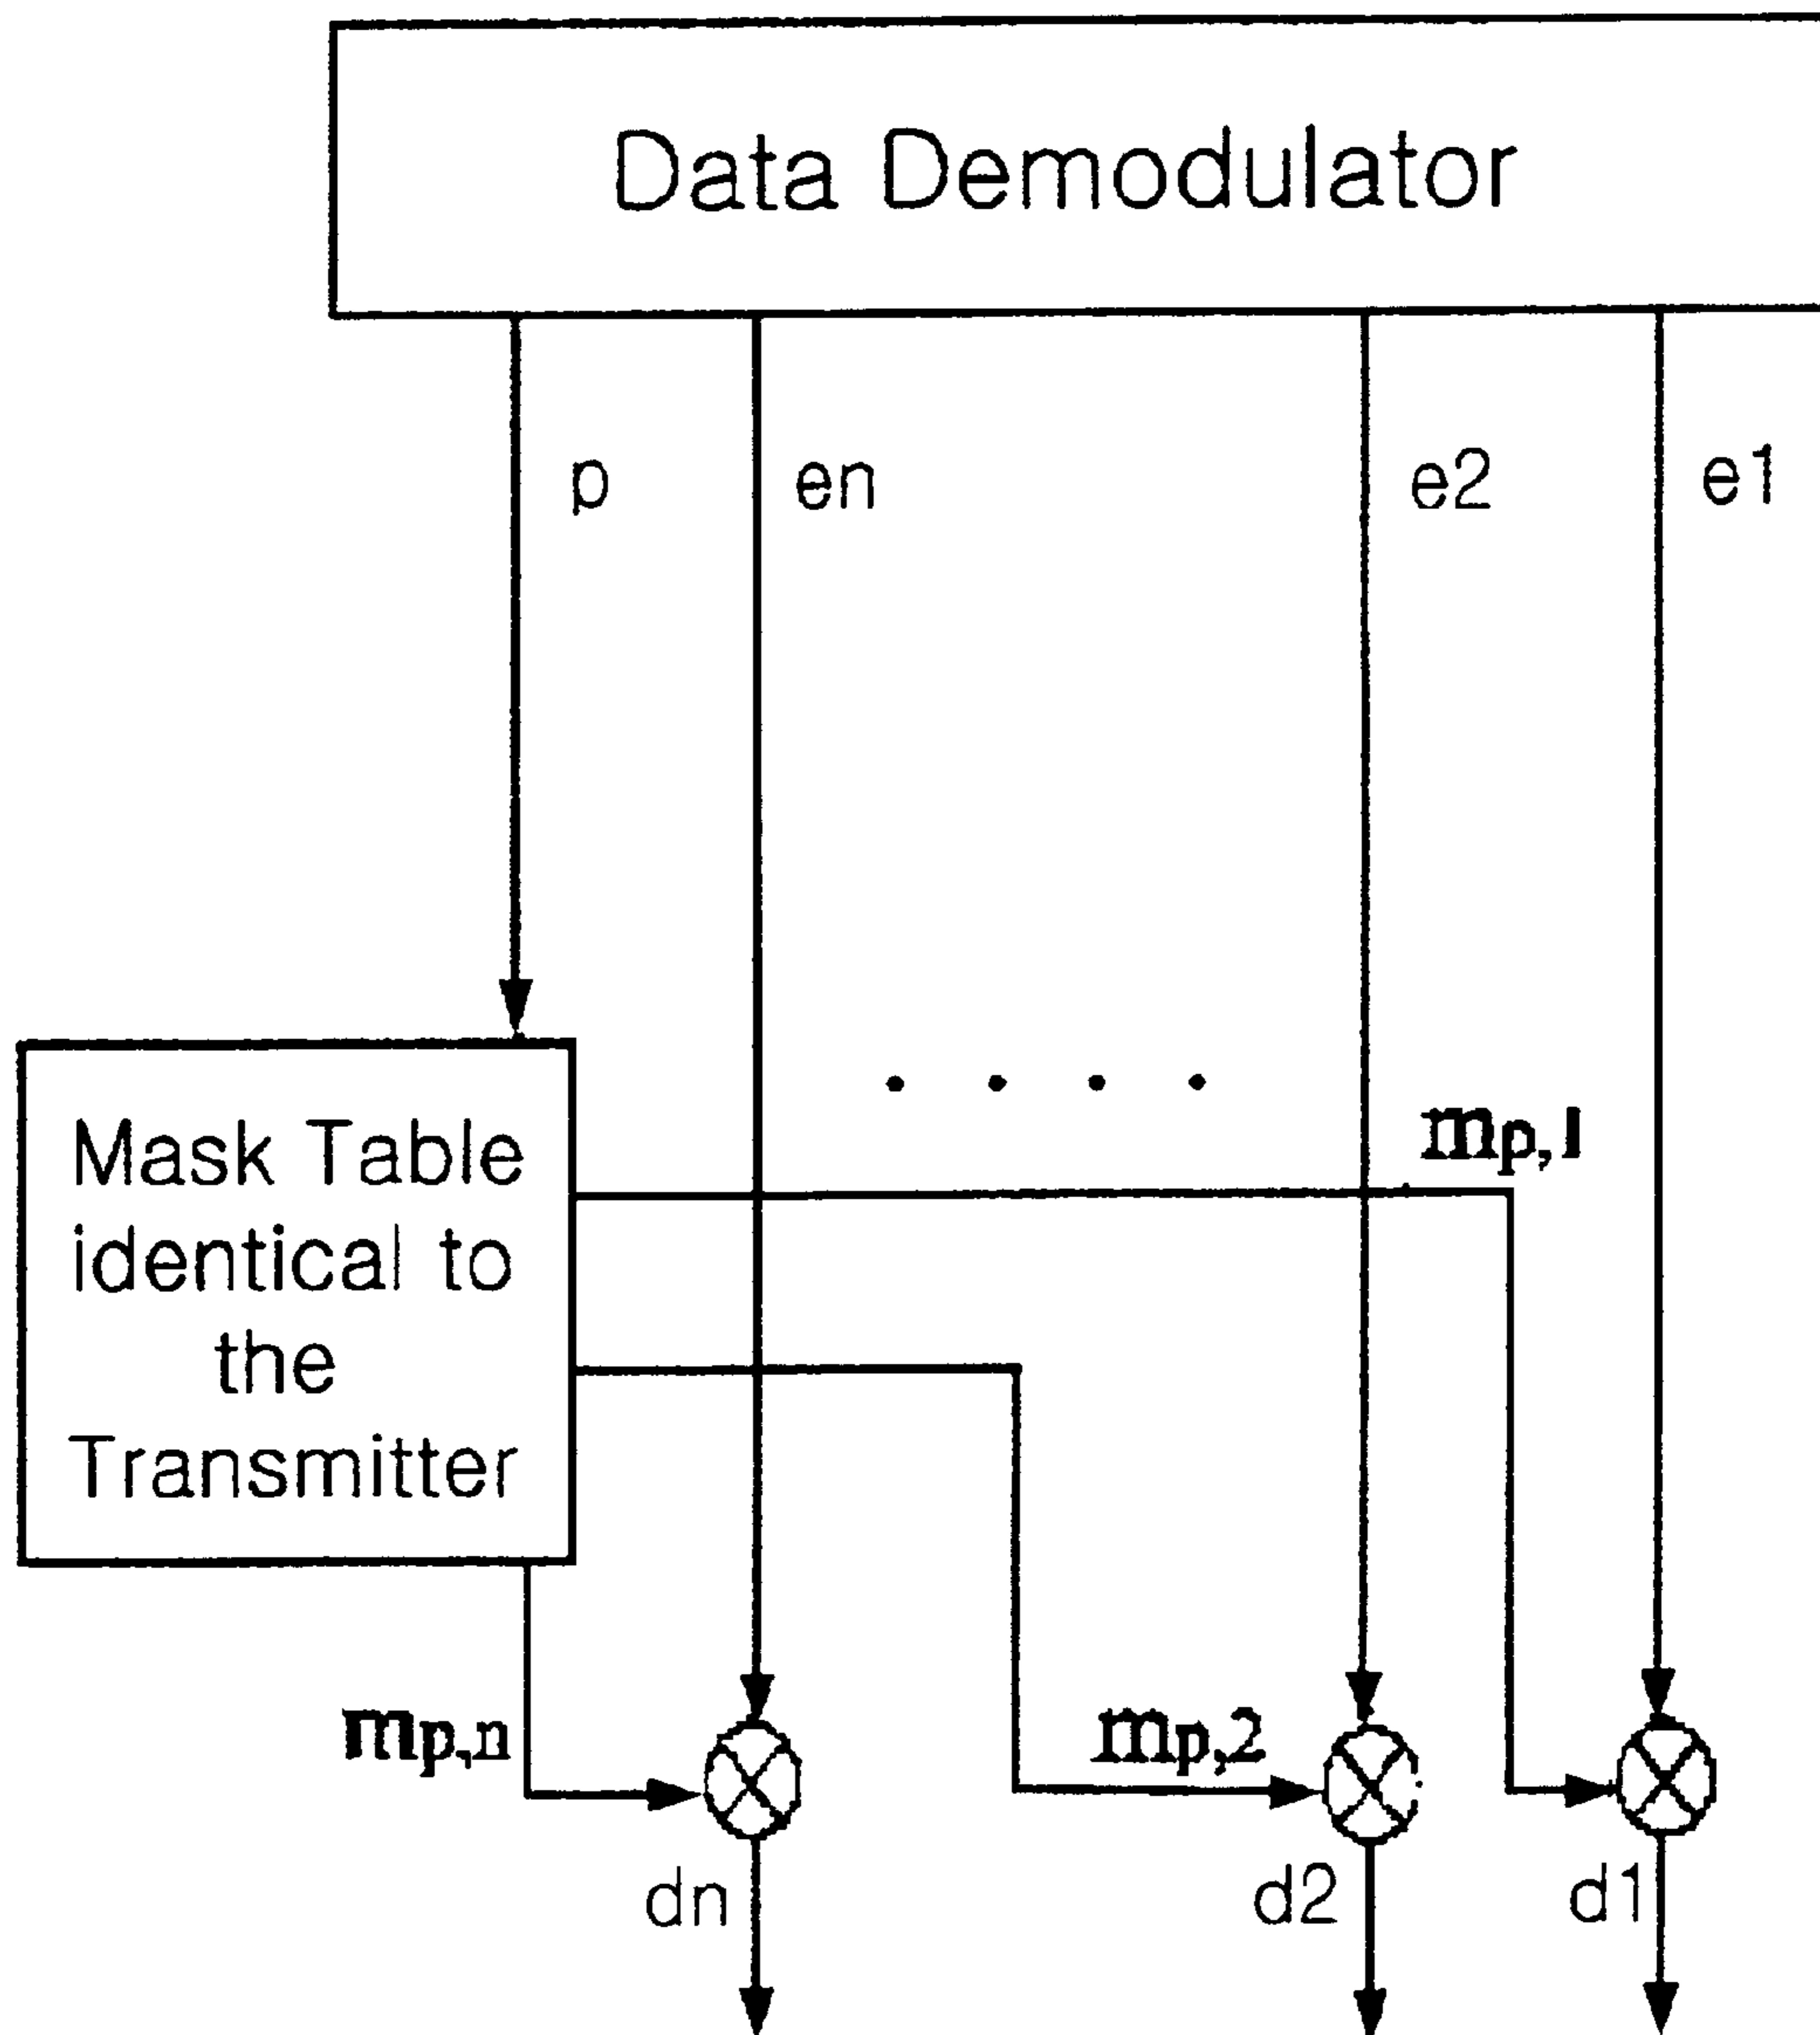 Data Demodulator
p en e2 e1
mp,1
Mask Table
identical to
the
Transmitter
mp,n mp,2
dn d2 d1